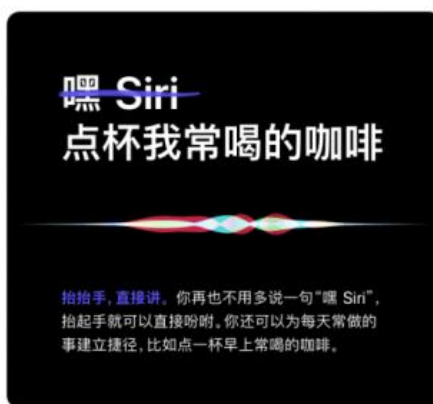 嘿 Siri
点杯我常喝的咖啡
抬抬手，直接讲。你再也不用多说一句“嘿 Siri”，
抬起手就可以直接吩咐。你还可以为每天常做的
事建立捷径，比如点一杯早上常喝的咖啡。